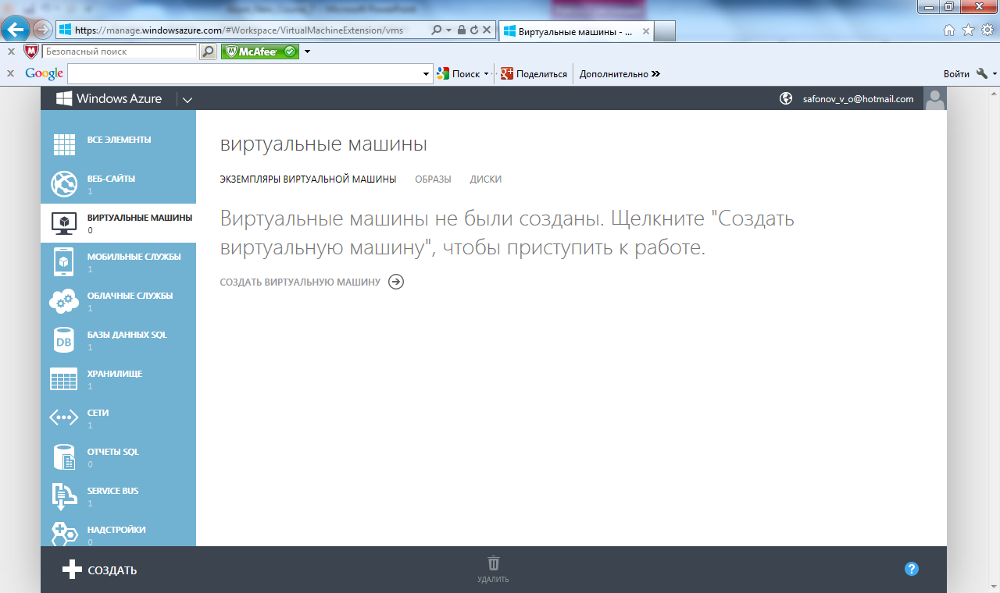 https://manage.windowsazure.com/#Workspace/VirtualMachineExtension/vms
Виртуальные машины - ...
Безопасный поиск
McAfee
Google
Поиск
Поделиться
Дополнительно
Войти
Windows Azure
safonov_v_o@hotmail.com
ВСЕ ЭЛЕМЕНТЫ
ВЕБ-САЙТЫ
1
ВИРТУАЛЬНЫЕ МАШИНЫ
0
МОБИЛЬНЫЕ СЛУЖБЫ
1
ОБЛАЧНЫЕ СЛУЖБЫ
1
DB
БАЗЫ ДАННЫХ SQL
1
ХРАНИЛИЩЕ
1
СЕТИ
1
ОТЧЕТЫ SQL
0
SERVICE BUS
1
НАДСТРОЙКИ
0
виртуальные машины
ЭКЗЕМПЛЯРЫ ВИРТУАЛЬНОЙ МАШИНЫ ОБРАЗЫ ДИСКИ
Виртуальные машины не были созданы. Щелкните "Создать
виртуальную машину", чтобы приступить к работе.
СОЗДАТЬ ВИРТУАЛЬНУЮ МАШИНУ
СОЗДАТЬ
УДАЛИТЬ
?